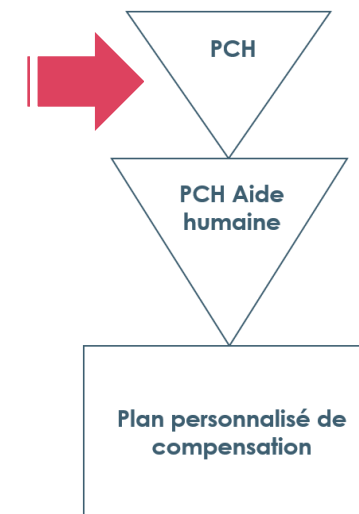 PCH
PCH Aide
humaine
Plan personnalisé de
compensation